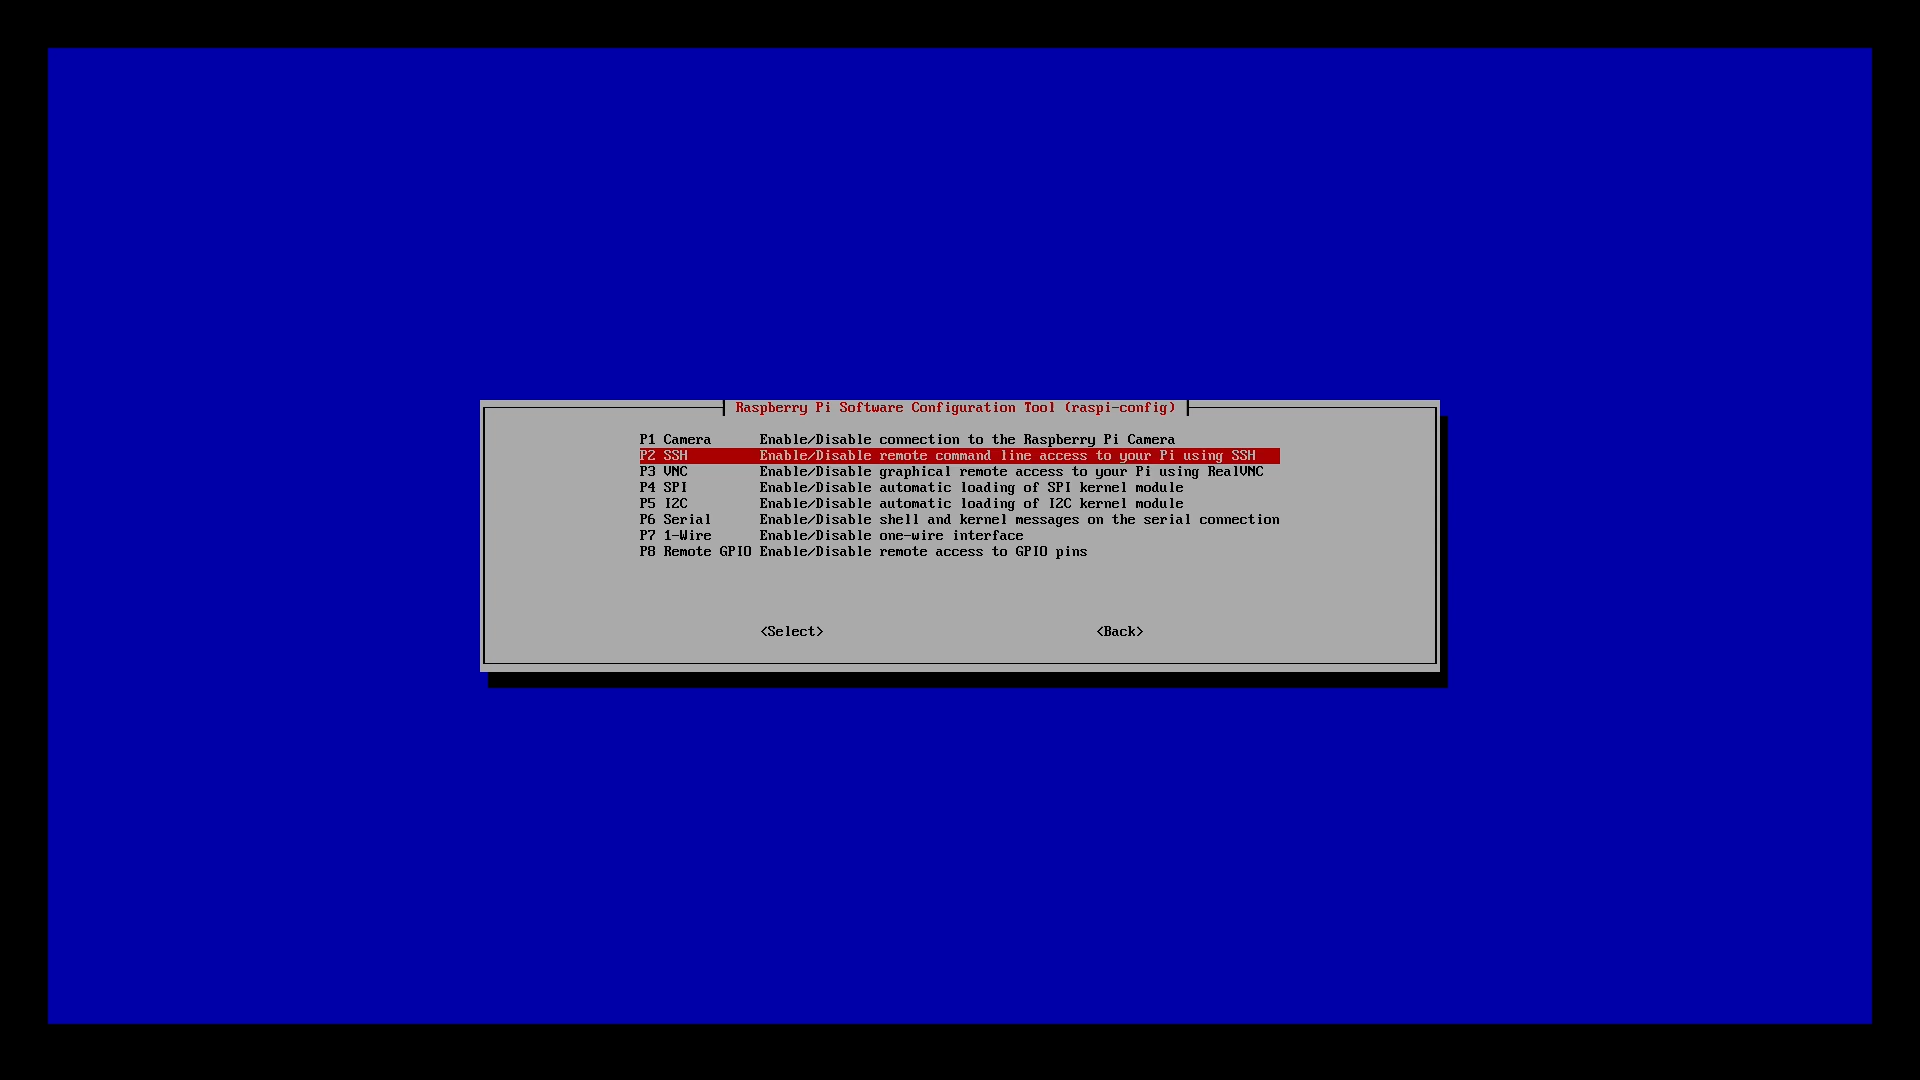 Raspberry Pi Software Configuration Tool (raspi-config)
P1 Camera Enable/Disable connection to the Raspberry Pi Camera
P2 SSH Enable/Disable remote command line access to your Pi using SSH
P3 VNC Enable/Disable graphical remote access to your Pi using RealVNC
P4 SPI Enable/Disable automatic loading of SPI kernel module
P5 I2C Enable/Disable automatic loading of I2C kernel module
P6 Serial Enable/Disable shell and kernel messages on the serial connection
P7 1-Wire Enable/Disable one-wire interface
P8 Remote GPIO Enable/Disable remote access to GPIO pins
<Select> <Back>